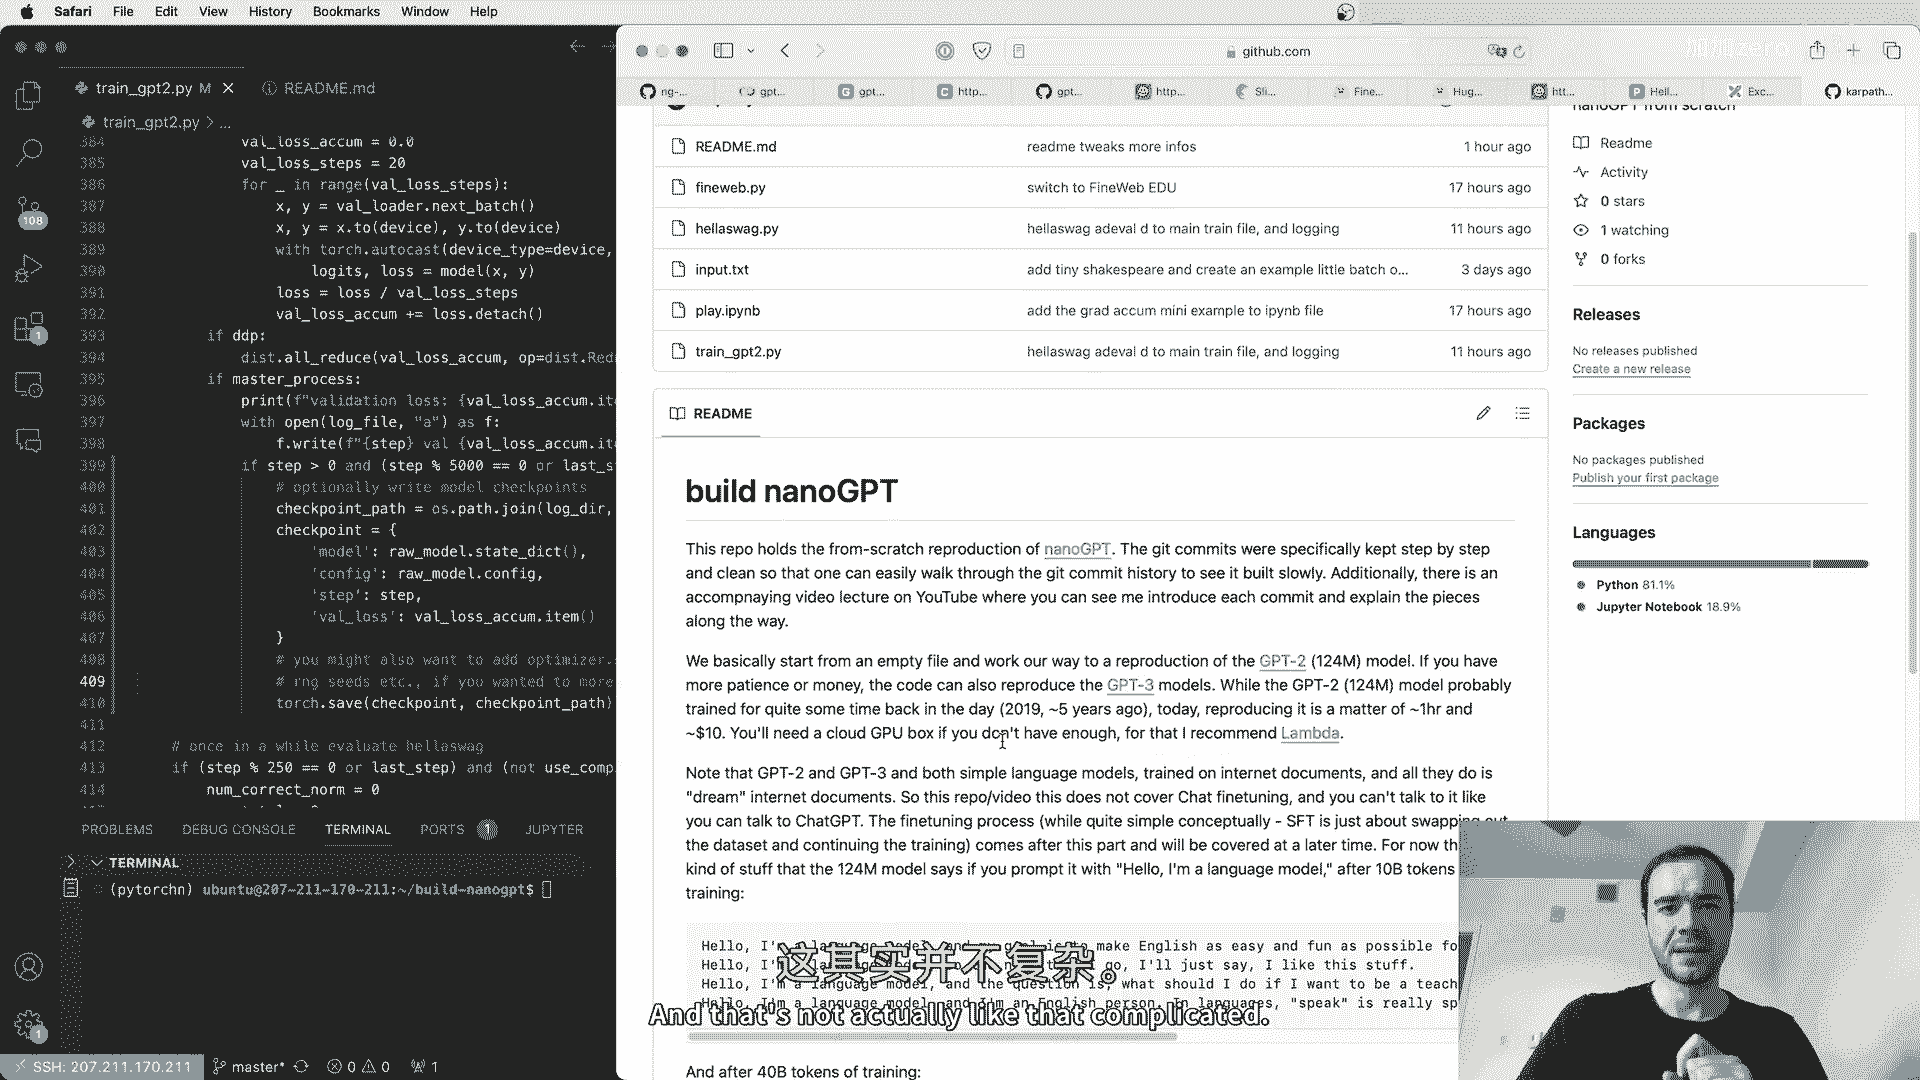 Safari File Edit View History Bookmarks Window Help
train_gpt2.py M
README.md
train_gpt2.py > ...
384 val_loss_accum = 0.0
385 val_loss_steps = 20
386 for _ in range(val_loss_steps):
387 x, y = val_loader.next_batch()
388 x, y = x.to(device), y.to(device)
389 with torch.autocast(device_type=device,
390 logits, loss = model(x, y)
391 loss = loss / val_loss_steps
392 val_loss_accum += loss.detach()
393 if ddp:
394 dist.all_reduce(val_loss_accum, op=dist.Red
395 if master_process:
396 print(f"validation loss: {val_loss_accum.it
397 with open(log_file, "a") as f:
398 f.write(f"{step} val {val_loss_accum.it
399 if step > 0 and (step % 5000 == 0 or last_s
400 # optionally write model checkpoints
401 checkpoint_path = os.path.join(log_dir,
402 checkpoint = {
403 'model': raw_model.state_dict(),
404 'config': raw_model.config,
405 'step': step,
406 'val_loss': val_loss_accum.item()
407 }
408 # you might also want to add optimizer.
409 # rng seeds etc., if you wanted to more
410 torch.save(checkpoint, checkpoint_path)
411
412 # once in a while evaluate hellaswag
413 if (step % 250 == 0 or last_step) and (not use_comp
414 num_correct_norm = 0
108
1
1
PROBLEMS DEBUG CONSOLE TERMINAL PORTS 1 JUPYTER
TERMINAL
(pytorchn) ubuntu@207-211-170-211:~/build-nanogpt$
SSH: 207.211.170.211 master* 0 0 1
github.com
ng-... gpt... gpt... http... gpt... http... Sli... Fine... Hug... htt... Hell... Exc... karpath...
README.md readme tweaks more infos 1 hour ago
fineweb.py switch to FineWeb EDU 17 hours ago
hellaswag.py hellaswag adeval d to main train file, and logging 11 hours ago
input.txt add tiny shakespeare and create an example little batch o... 3 days ago
play.ipynb add the grad accum mini example to ipynb file 17 hours ago
train_gpt2.py hellaswag adeval d to main train file, and logging 11 hours ago
README
build nanoGPT
This repo holds the from-scratch reproduction of nanoGPT. The git commits were specifically kept step by step
and clean so that one can easily walk through the git commit history to see it built slowly. Additionally, there is an
accompnaying video lecture on YouTube where you can see me introduce each commit and explain the pieces
along the way.
We basically start from an empty file and work our way to a reproduction of the GPT-2 (124M) model. If you have
more patience or money, the code can also reproduce the GPT-3 models. While the GPT-2 (124M) model probably
trained for quite some time back in the day (2019, ~5 years ago), today, reproducing it is a matter of ~1hr and
~$10. You'll need a cloud GPU box if you don't have enough, for that I recommend Lambda.
Note that GPT-2 and GPT-3 and both simple language models, trained on internet documents, and all they do is
"dream" internet documents. So this repo/video this does not cover Chat finetuning, and you can't talk to it like
you can talk to ChatGPT. The finetuning process (while quite simple conceptually - SFT is just about swapping out
the dataset and continuing the training) comes after this part and will be covered at a later time. For now th
kind of stuff that the 124M model says if you prompt it with "Hello, I'm a language model," after 10B tokens
training:
Hello, I'm a language model, and my goal is to make English as easy and fun as possible fo
Hello, I'm a language model, go, I'll just say, I like this stuff.
Hello, I'm a language model, and the question is, what should I do if I want to be a teach
Hello, I'm a language model, and I'm an English person. In languages, "speak" is really sp
And after 40B tokens of training:
nanoGPT from scratch
Readme
Activity
0 stars
1 watching
0 forks
Releases
No releases published
Create a new release
Packages
No packages published
Publish your first package
Languages
Python 81.1%
Jupyter Notebook 18.9%
这其实并不复杂。
And that's not actually like that complicated.